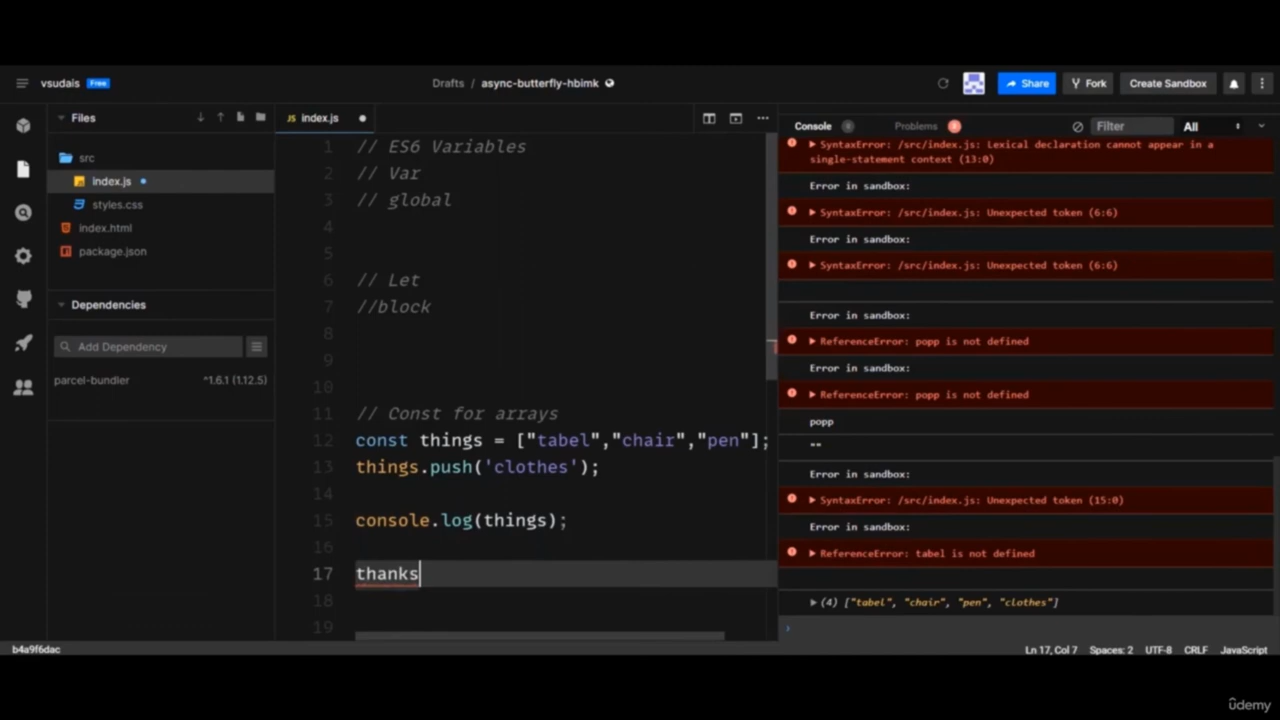 vsudais Free
Drafts / async-butterfly-hbimk
Share
Fork
Create Sandbox
Files
src
index.js
styles.css
index.html
package.json
Dependencies
Add Dependency
parcel-bundler ^1.6.1 (1.12.5)
JS index.js
1 // ES6 Variables
2 // Var
3 // global
4
5
6 // Let
7 //block
8
9
10
11 // Const for arrays
12 const things = ["tabel","chair","pen"];
13 things.push('clothes');
14
15 console.log(things);
16
17 thanks
18
19
Console
Problems
Filter
All
SyntaxError: /src/index.js: Lexical declaration cannot appear in a
single-statement context (13:0)
Error in sandbox:
SyntaxError: /src/index.js: Unexpected token (6:6)
Error in sandbox:
SyntaxError: /src/index.js: Unexpected token (6:6)
Error in sandbox:
ReferenceError: popp is not defined
Error in sandbox:
ReferenceError: popp is not defined
popp
--
Error in sandbox:
SyntaxError: /src/index.js: Unexpected token (15:0)
Error in sandbox:
ReferenceError: tabel is not defined
(4) ["tabel", "chair", "pen", "clothes"]
b4a9f6dac
Ln 17, Col 7 Spaces: 2 UTF-8 CRLF JavaScript
ûdemy